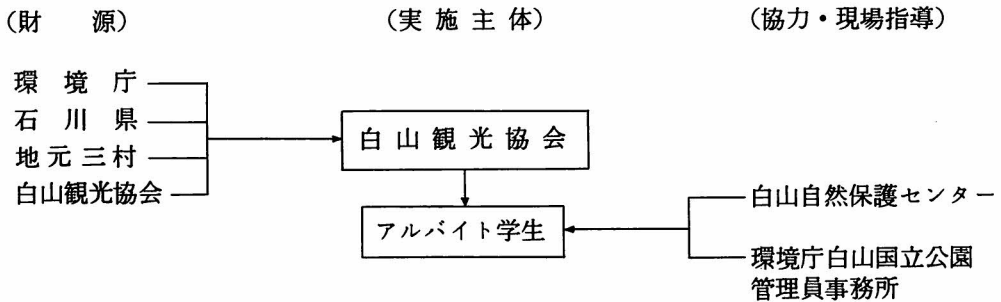 (財源)
環境庁
石川県
地元三村
白山観光協会
(実施主体)
白山観光協会
アルバイト学生
(協力・現場指導)
白山自然保護センター
環境庁白山国立公園
管理員事務所